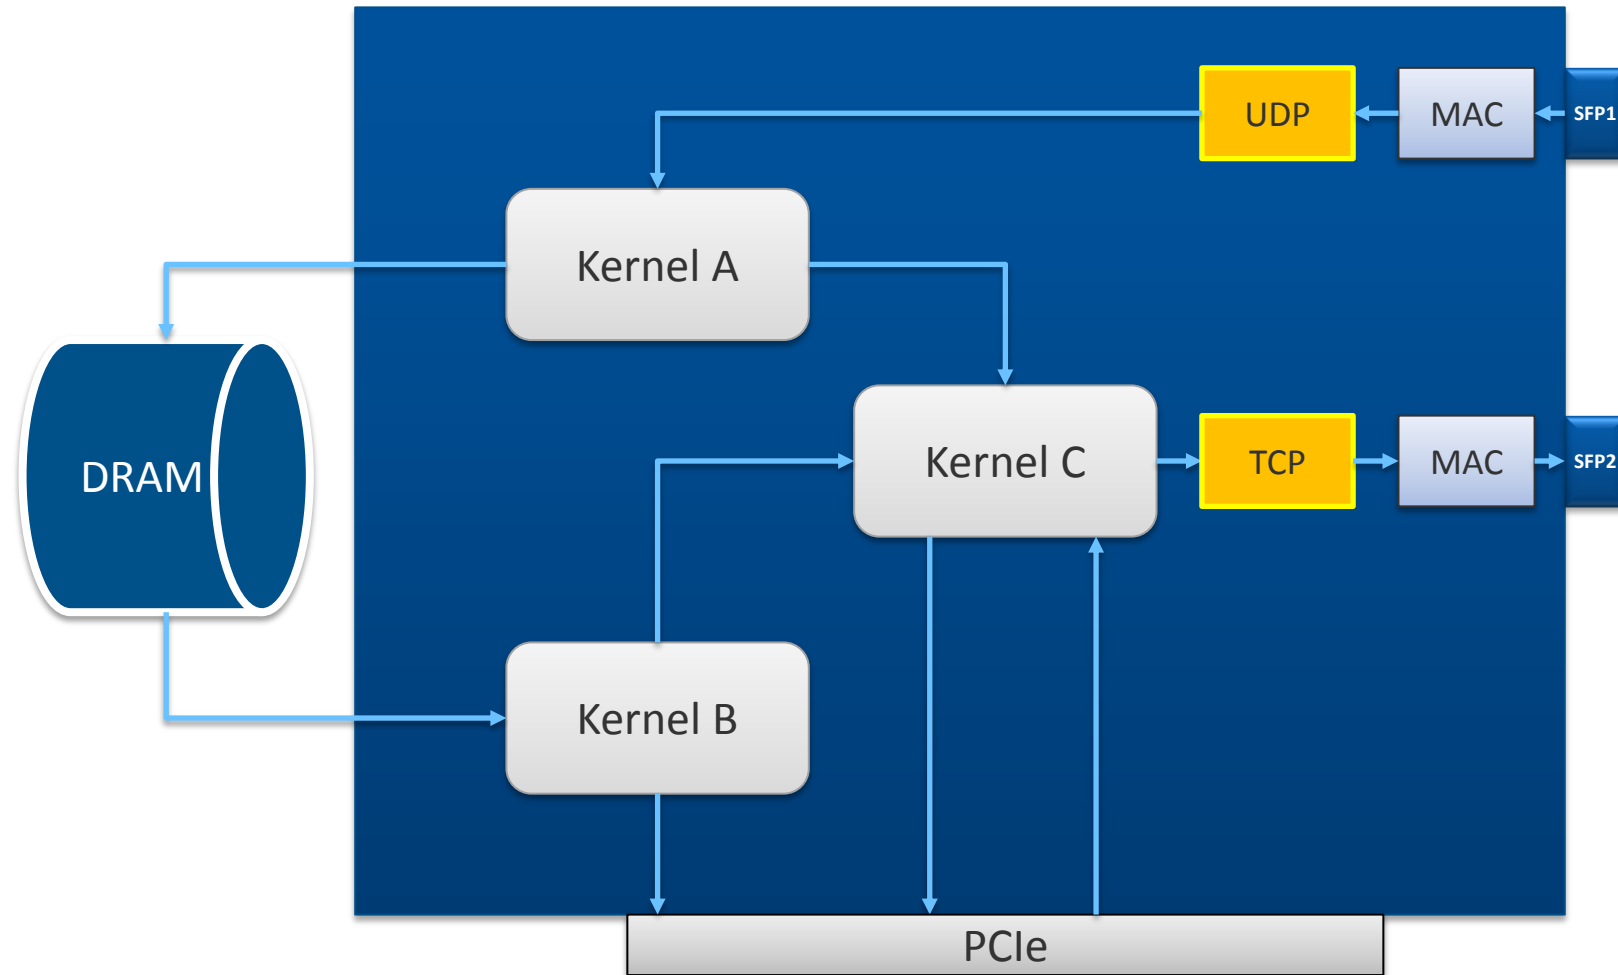 UDP
MAC
SFP1
Kernel A
DRAM
Kernel C
TCP
MAC
SFP2
Kernel B
PCIe